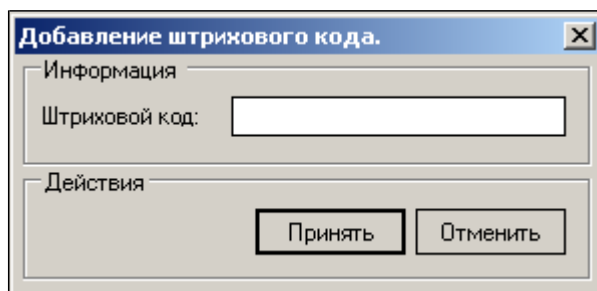 Добавление штрихового кода.
Информация
Штриховой код:
Действия
Принять Отменить